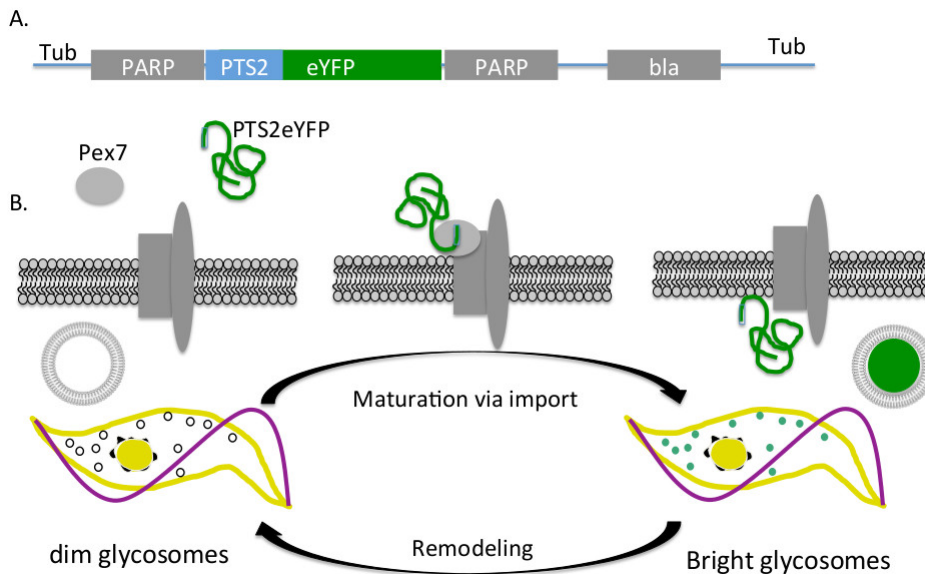 A.
Tub PARP PTS2 eYFP PARP bla Tub
PTS2eYFP
Pex7
B.
Maturation via import
dim glycosomes
Remodeling
Bright glycosomes